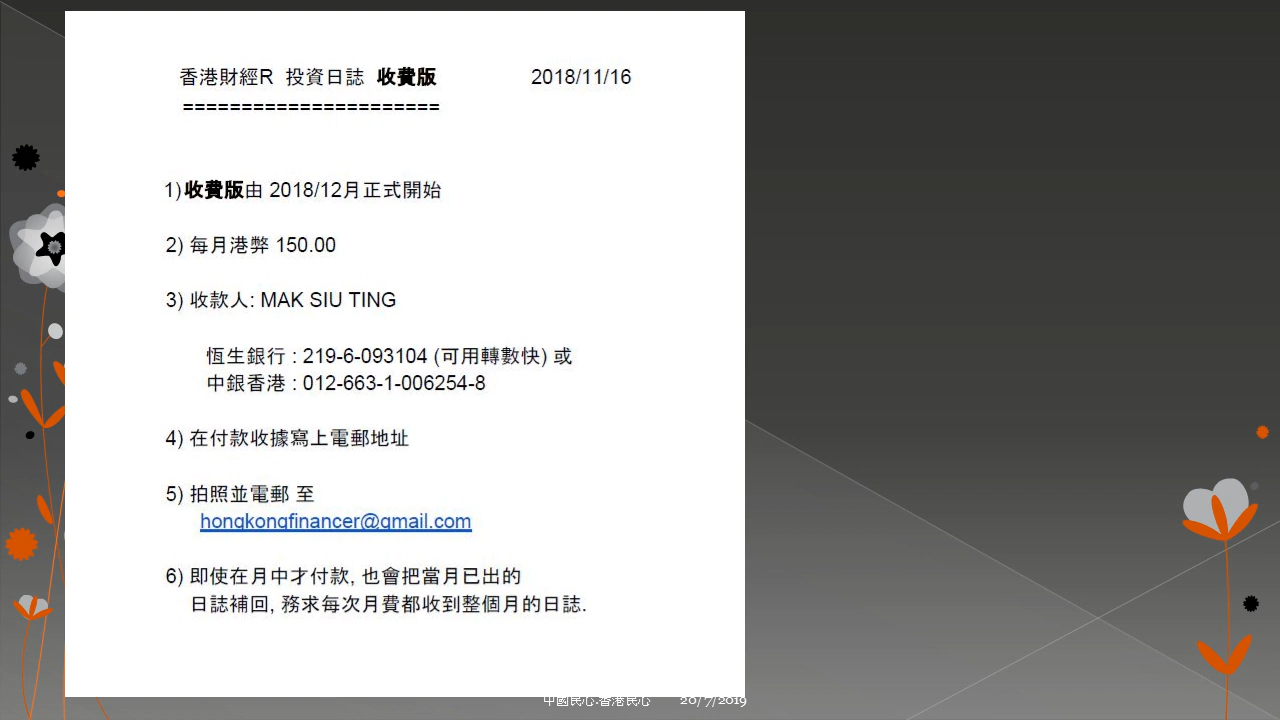 香港財經R 投資日誌 收費版 2018/11/16
======================
1)收費版由 2018/12月正式開始
2) 每月港弊 150.00
3) 收款人: MAK SIU TING
恆生銀行 : 219-6-093104 (可用轉數快) 或
中銀香港 : 012-663-1-006254-8
4) 在付款收據寫上電郵地址
5) 拍照並電郵 至
hongkongfinancer@gmail.com
6) 即使在月中才付款, 也會把當月已出的
日誌補回, 務求每次月費都收到整個月的日誌.
中國民心.香港民心 20/7/2019